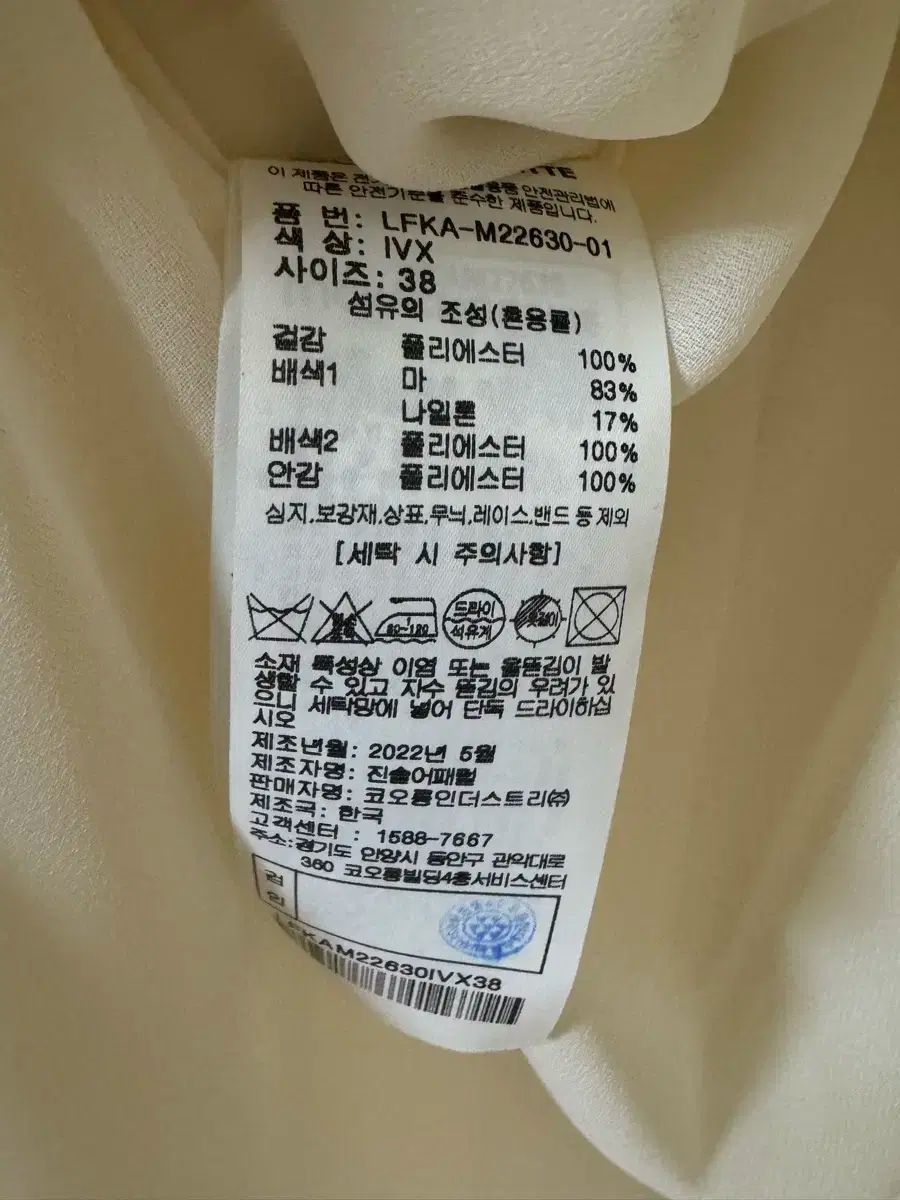 이 제품은 안전관리법에
따른 안전기준을 준수한 제품입니다.
품 번: LFKA-M22630-01
색 상: IVX
사이즈: 38
섬유의 조성(혼용률)
겉감 폴리에스터 100%
배색1 마 83%
나일론 17%
배색2 폴리에스터 100%
안감 폴리에스터 100%
심지,보강재,상표,무늬,레이스,밴드 등 제외
[세탁 시 주의사항]
80~120 드라이 옷걸이
석유계
소재 특성상 이염 또는 올뜯김이 발
생할 수 있고 자수 뜯김의 우려가 있
으니 세탁망에 넣어 단독 드라이하십
시오
제조년월: 2022년 5월
제조자명: 진솔어패럴
판매자명: 코오롱인더스트리㈜
제조국: 한국
고객센터 : 1588-7667
주소:경기도 안양시 동안구 관악대로
360 코오롱빌딩4층서비스센터
LFKAM22630IVX38